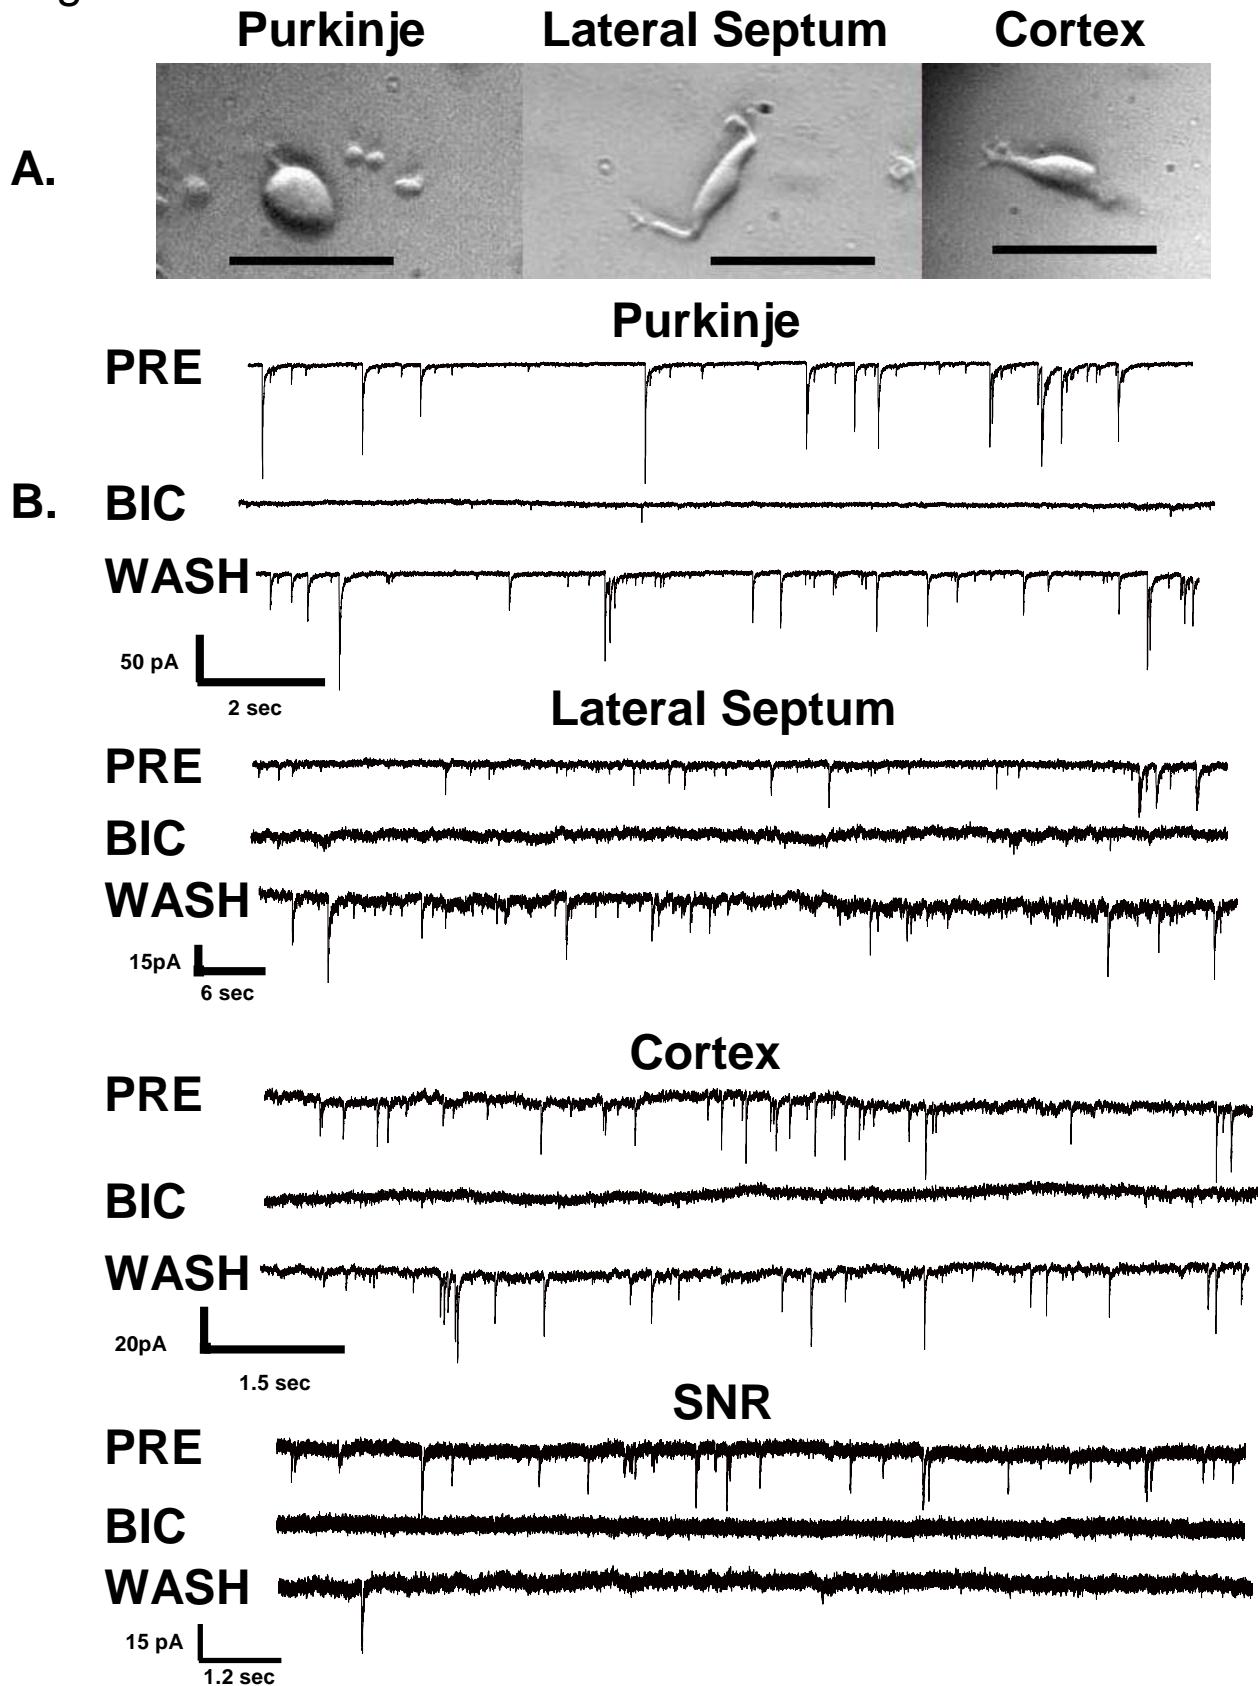 Purkinje Lateral Septum Cortex
A.
Purkinje
PRE
B. BIC
WASH
50 pA
2 sec
Lateral Septum
PRE
BIC
WASH
15pA
6 sec
Cortex
PRE
BIC
WASH
20pA
1.5 sec
SNR
PRE
BIC
WASH
15 pA
1.2 sec